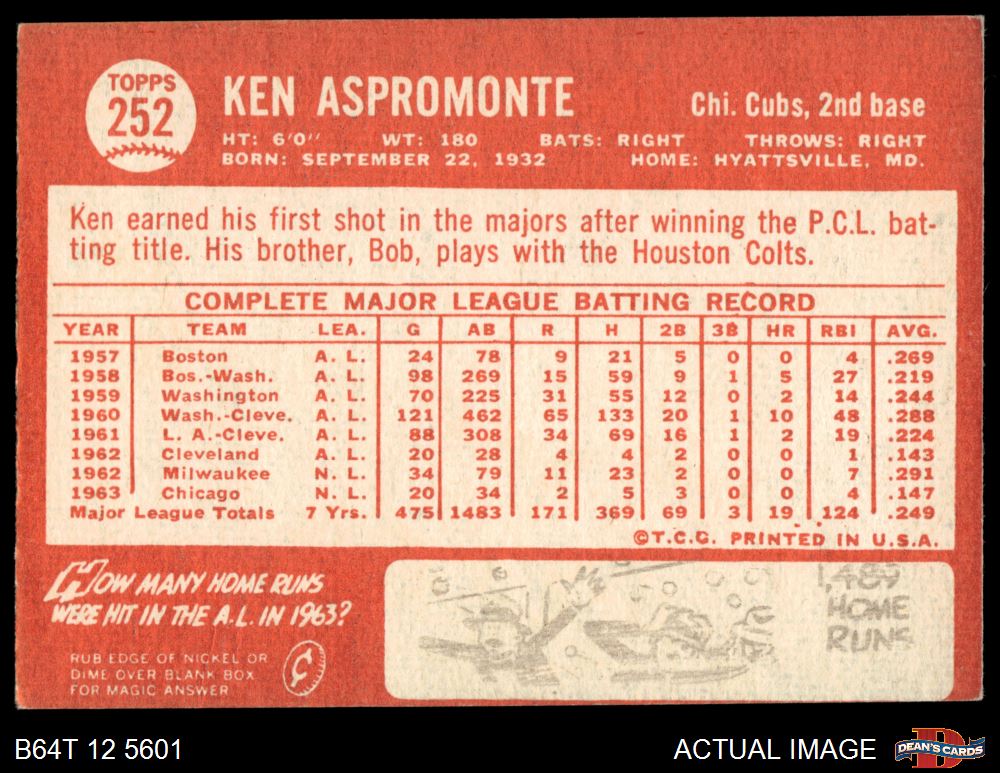 TOPPS
252
KEN ASPROMONTE
Chi. Cubs, 2nd base
HT: 6'0" WT: 180 BATS: RIGHT THROWS: RIGHT
BORN: SEPTEMBER 22, 1932 HOME: HYATTSVILLE, MD.
Ken earned his first shot in the majors after winning the P.C.L. bat-
ting title. His brother, Bob, plays with the Houston Colts.
COMPLETE MAJOR LEAGUE BATTING RECORD
YEAR TEAM LEA. G AB R H 2B 3B HR RBI AVG.
1957 Boston A. L. 24 78 9 21 5 0 0 4 .269
1958 Bos.-Wash. A. L. 98 269 15 59 9 1 5 27 .219
1959 Washington A. L. 70 225 31 55 12 0 2 14 .244
1960 Wash.-Cleve. A. L. 121 462 65 133 20 1 10 48 .288
1961 L. A.-Cleve. A. L. 88 308 34 69 16 1 2 19 .224
1962 Cleveland A. L. 20 28 4 4 2 0 0 1 .143
1962 Milwaukee N. L. 34 79 11 23 2 0 0 7 .291
1963 Chicago N. L. 20 34 2 5 3 0 0 4 .147
Major League Totals 7 Yrs. 475 1483 171 369 69 3 19 124 .249
©T.C.G. PRINTED IN U.S.A.
HOW MANY HOME RUNS
WERE HIT IN THE A.L. IN 1963?
RUB EDGE OF NICKEL OR
DIME OVER BLANK BOX
FOR MAGIC ANSWER
¢
HOME
RUNS
B64T 12 5601
ACTUAL IMAGE
D
DEAN'S CARDS